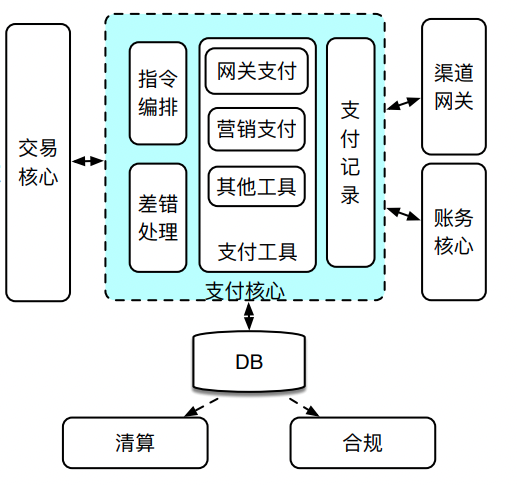 交易
核心
指令
编排
差错
处理
网关支付
营销支付
其他工具
支付工具
支
付
记
录
支付核心
渠道
网关
账务
核心
DB
清算
合规